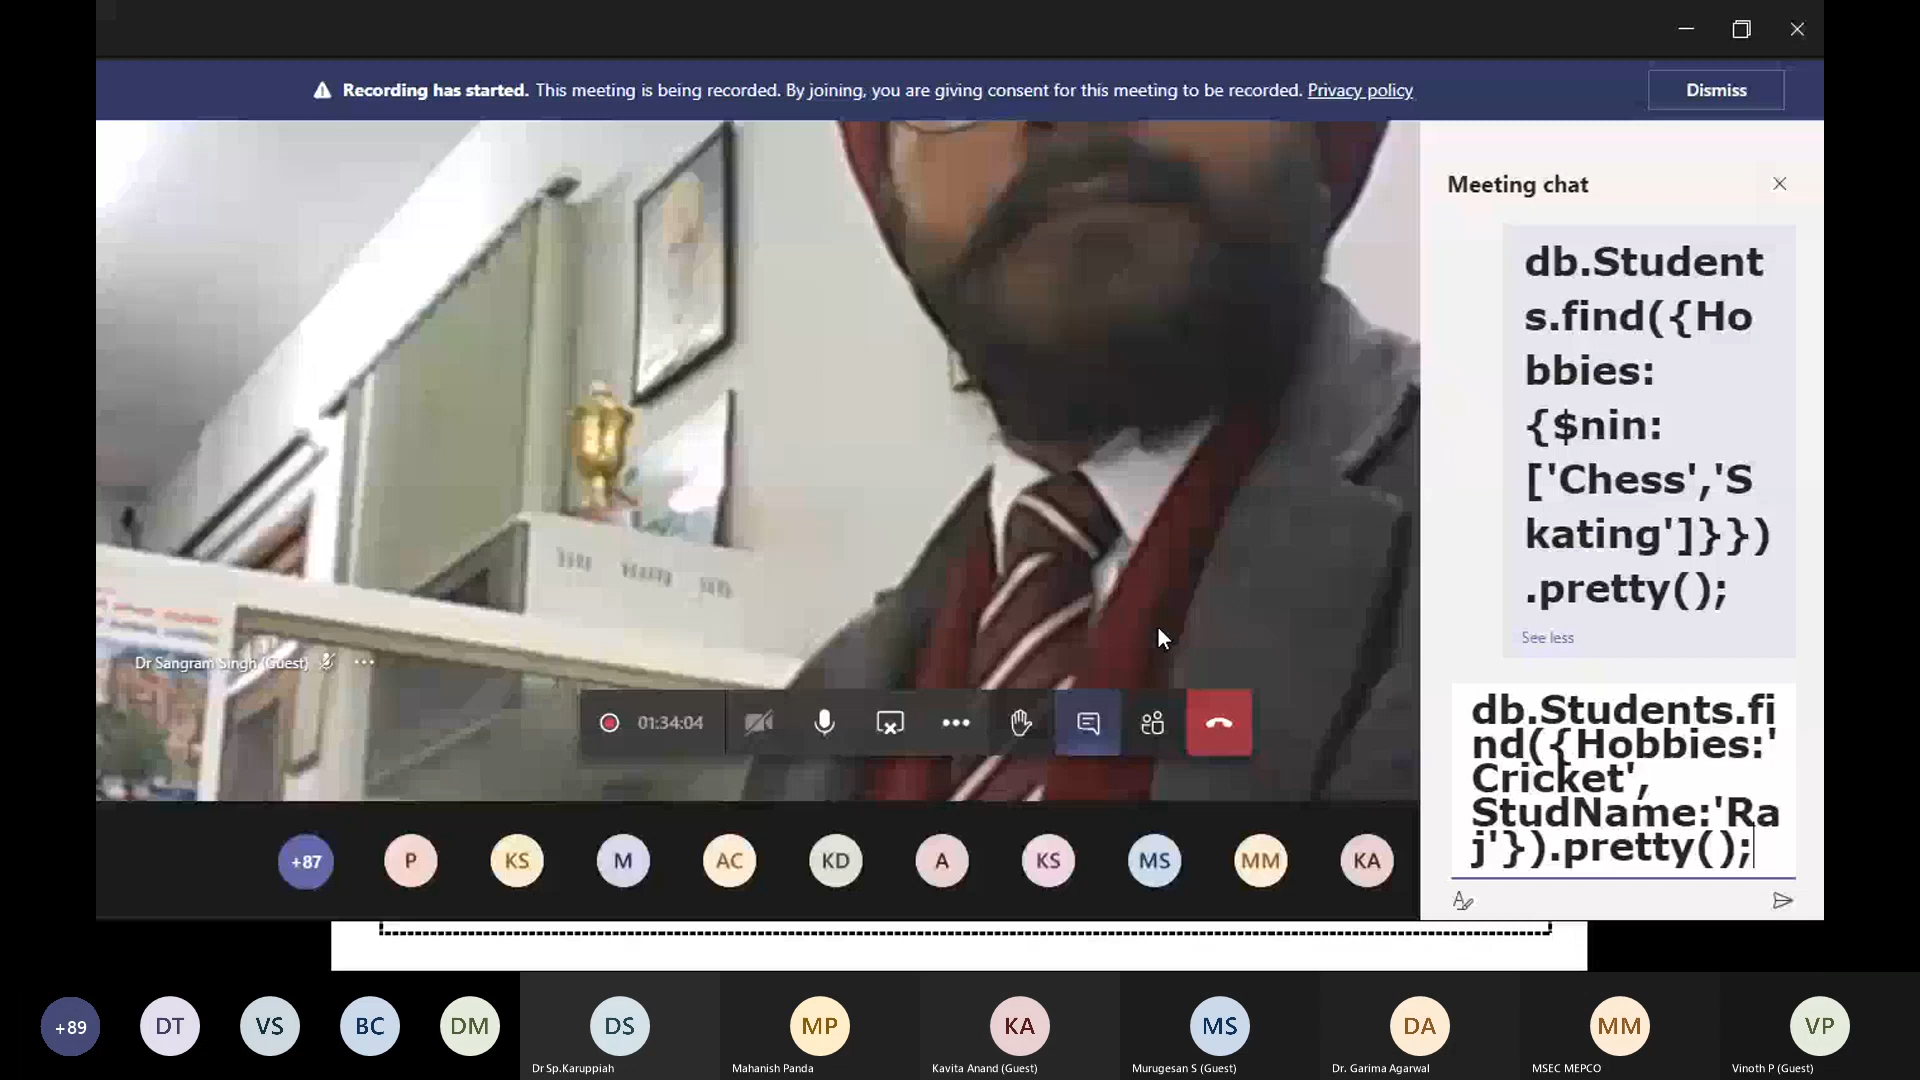 Recording has started. This meeting is being recorded. By joining, you are giving consent for this meeting to be recorded. Privacy policy
Dismiss
Meeting chat
db.Student
s.find({Ho
bbies:
{$nin:
['Chess','S
kating']}})
.pretty();
See less
db.Students.fi
nd({Hobbies:'
Cricket',
StudName:'Ra
j'}).pretty();
Dr Sangram Singh (Guest)
01:34:04
+87
P
KS
M
AC
KD
A
KS
MS
MM
KA
+89
DT
VS
BC
DM
DS
MP
KA
MS
DA
MM
VP
Dr Sp.Karuppiah
Mahanish Panda
Kavita Anand (Guest)
Murugesan S (Guest)
Dr. Garima Agarwal
MSEC MEPCO
Vinoth P (Guest)